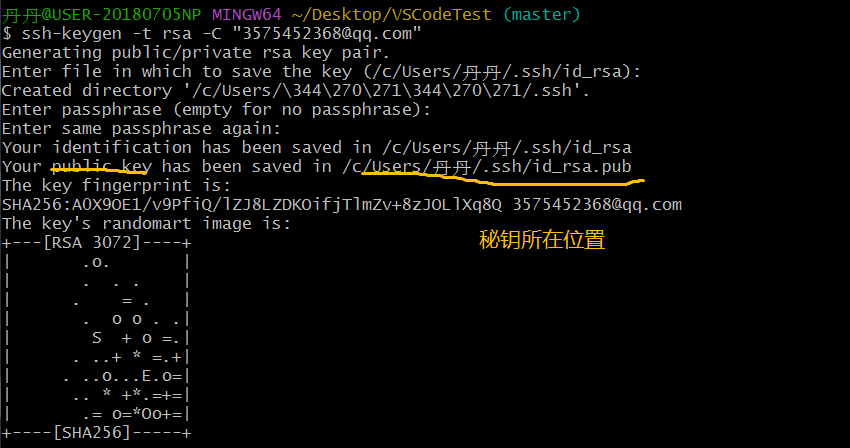 丹丹@USER-20180705NP MINGW64 ~/Desktop/VSCodeTest (master)
$ ssh-keygen -t rsa -C "3575452368@qq.com"
Generating public/private rsa key pair.
Enter file in which to save the key (/c/Users/丹丹/.ssh/id_rsa):
Created directory '/c/Users/\344\270\271\344\270\271/.ssh'.
Enter passphrase (empty for no passphrase):
Enter same passphrase again:
Your identification has been saved in /c/Users/丹丹/.ssh/id_rsa
Your public key has been saved in /c/Users/丹丹/.ssh/id_rsa.pub
The key fingerprint is:
SHA256:A0X9OE1/v9PfiQ/lZJ8LZDKOifjTlmZv+8zJOLlXq8Q 3575452368@qq.com
The key's randomart image is:
秘钥所在位置
+---[RSA 3072]----+
|      .o.        |
|      .  . .     |
|     .    = .    |
|      .  o o . . |
|       S  + o =. |
|     . ..+ * =.+|
|    . ..o...E.o=|
|     .. * +*.=+=|
|      .= o=*Oo+=|
+----[SHA256]-----+